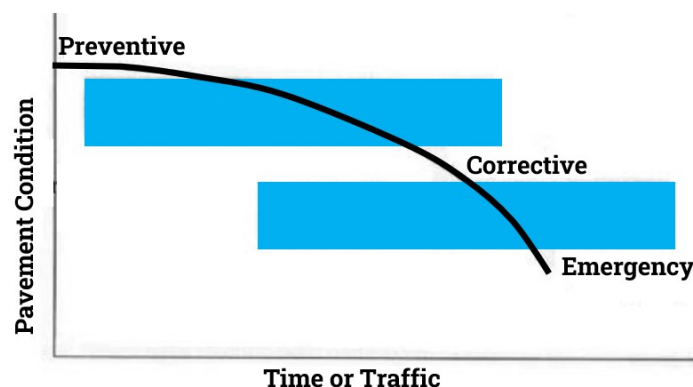 Preventive
Corrective
Emergency
Pavement Condition
Time or Traffic